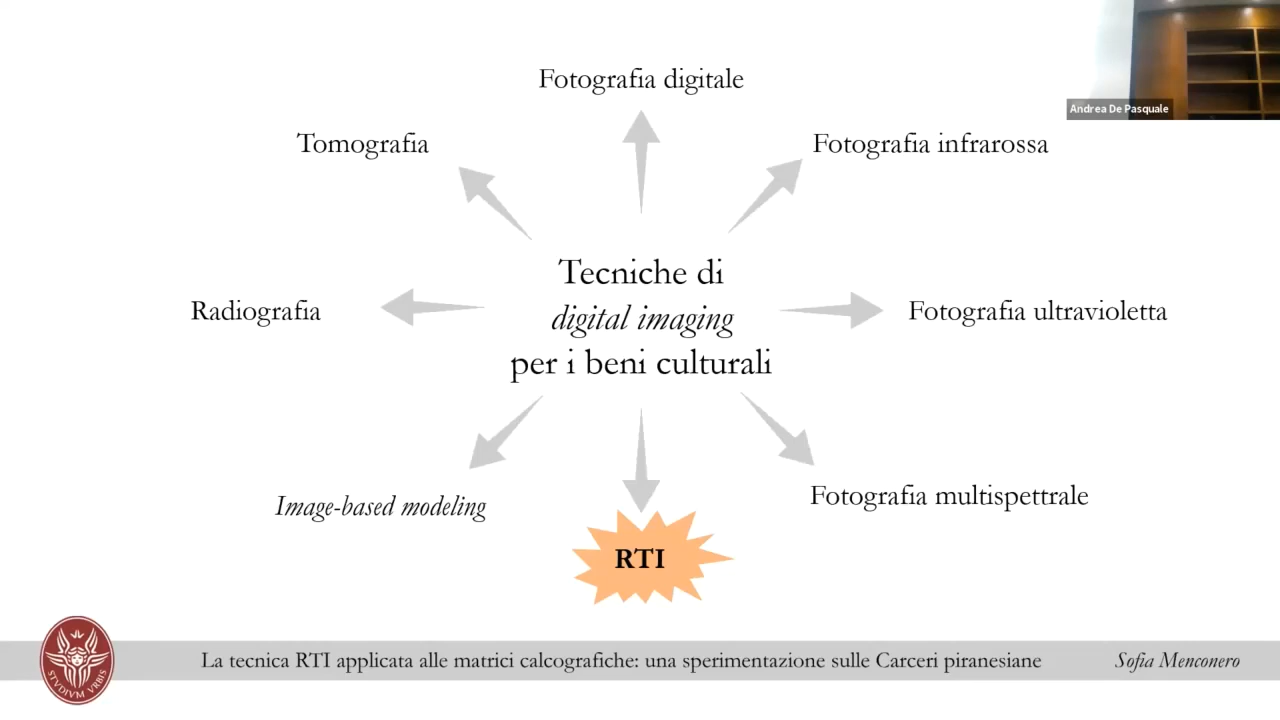 Fotografia digitale
Andrea De Pasquale
Tomografia
Fotografia infrarossa
Tecniche di
digital imaging
per i beni culturali
Radiografia
Fotografia ultravioletta
Image-based modeling
Fotografia multispettrale
RTI
La tecnica RTI applicata alle matrici calcografiche: una sperimentazione sulle Carceri piranesiane
Sofia Menconero
STVDIVM VRBIS